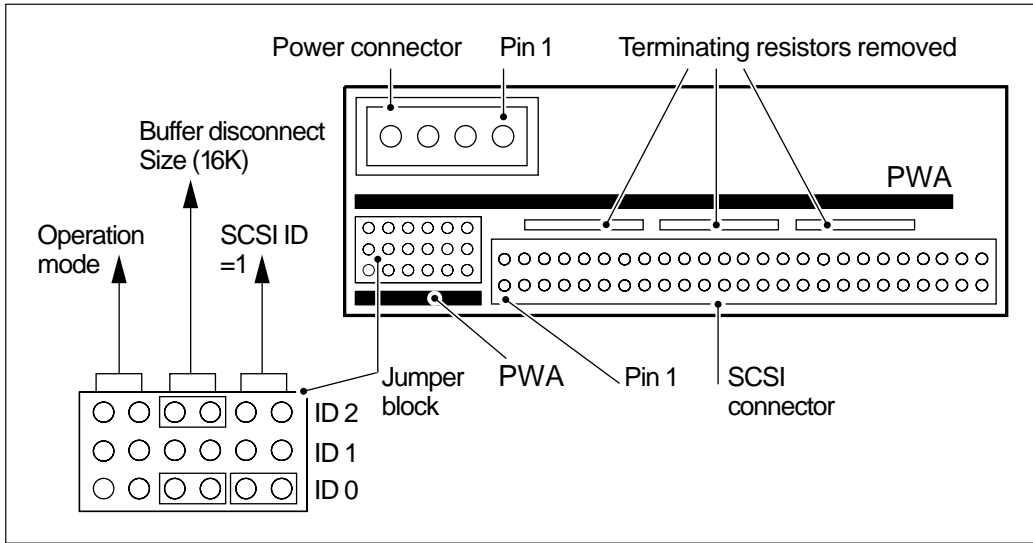 Power connector
Pin 1
Terminating resistors removed
Buffer disconnect
Size (16K)
PWA
Operation
mode
SCSI ID
=1
Jumper
block
PWA
Pin 1
SCSI
connector
ID 2
ID 1
ID 0